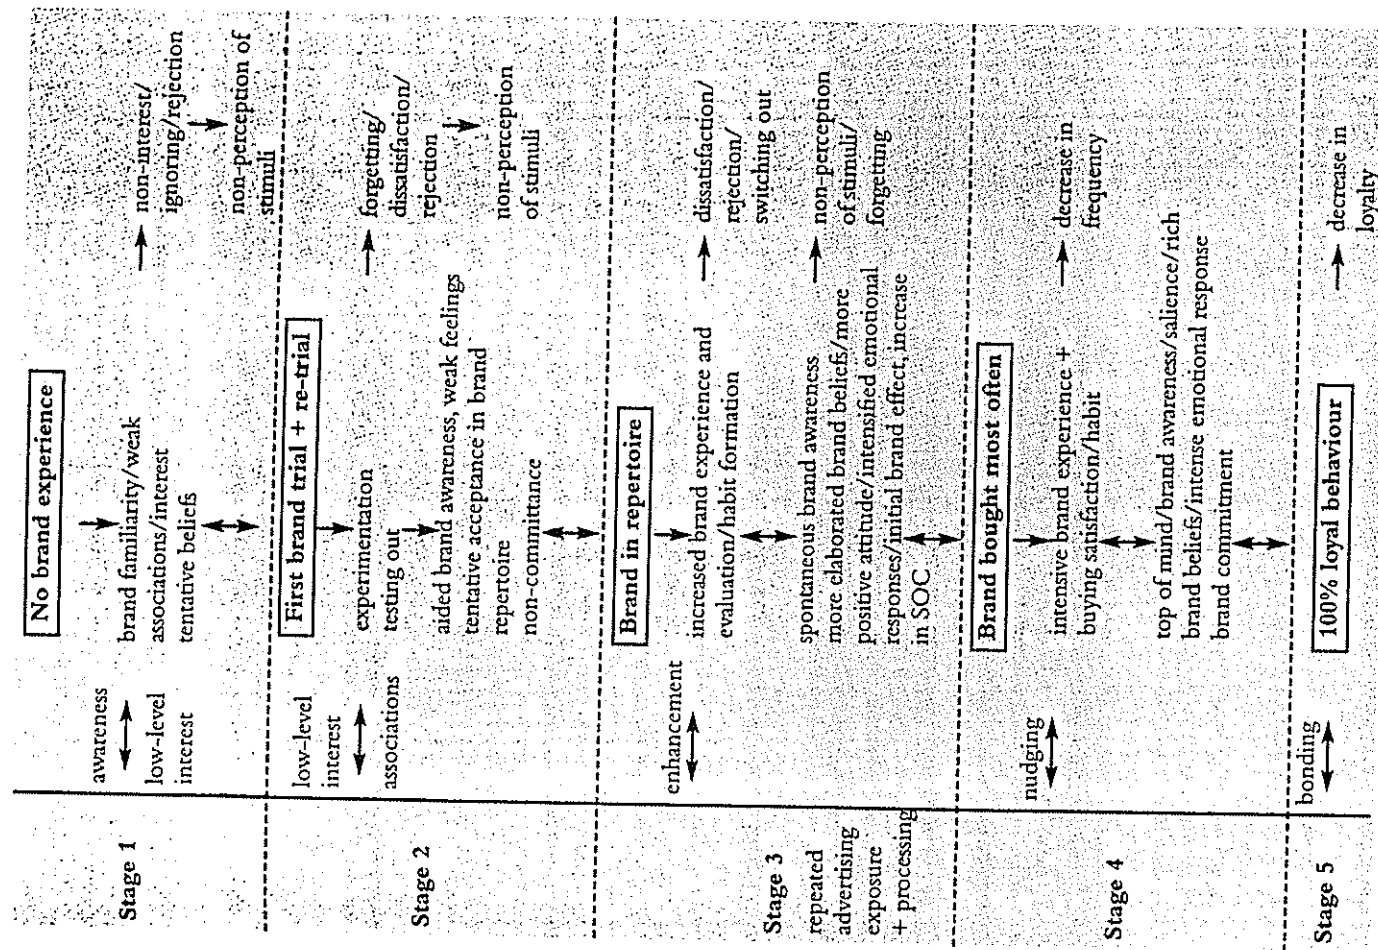 Stage 1
awareness
low-level
interest
No brand experience
brand familiarity/weak
associations/interest
tentative beliefs
non-interest/
ignoring/rejection
non-perception of
stimuli
Stage 2
low-level
interest
associations
First brand trial + re-trial
experimentation
testing out
aided brand awareness, weak feelings
tentative acceptance in brand
repertoire
non-committance
forgetting/
dissatisfaction/
rejection
non-perception
of stimuli
Stage 3
repeated
advertising
exposure
+ processing
enhancement
Brand in repertoire
increased brand experience and
evaluation/habit formation
spontaneous brand awareness
more elaborated brand beliefs/more
positive attitude/intensified emotional
responses/initial brand effect, increase
in SOC
dissatisfaction/
rejection/
switching out
non-perception
of stimuli/
forgetting
Stage 4
nudging
Brand bought most often
intensive brand experience +
buying satisfaction/habit
top of mind/brand awareness/salience/rich
brand beliefs/intense emotional response
brand commitment
decrease in
frequency
Stage 5
bonding
100% loyal behaviour
decrease in
loyalty